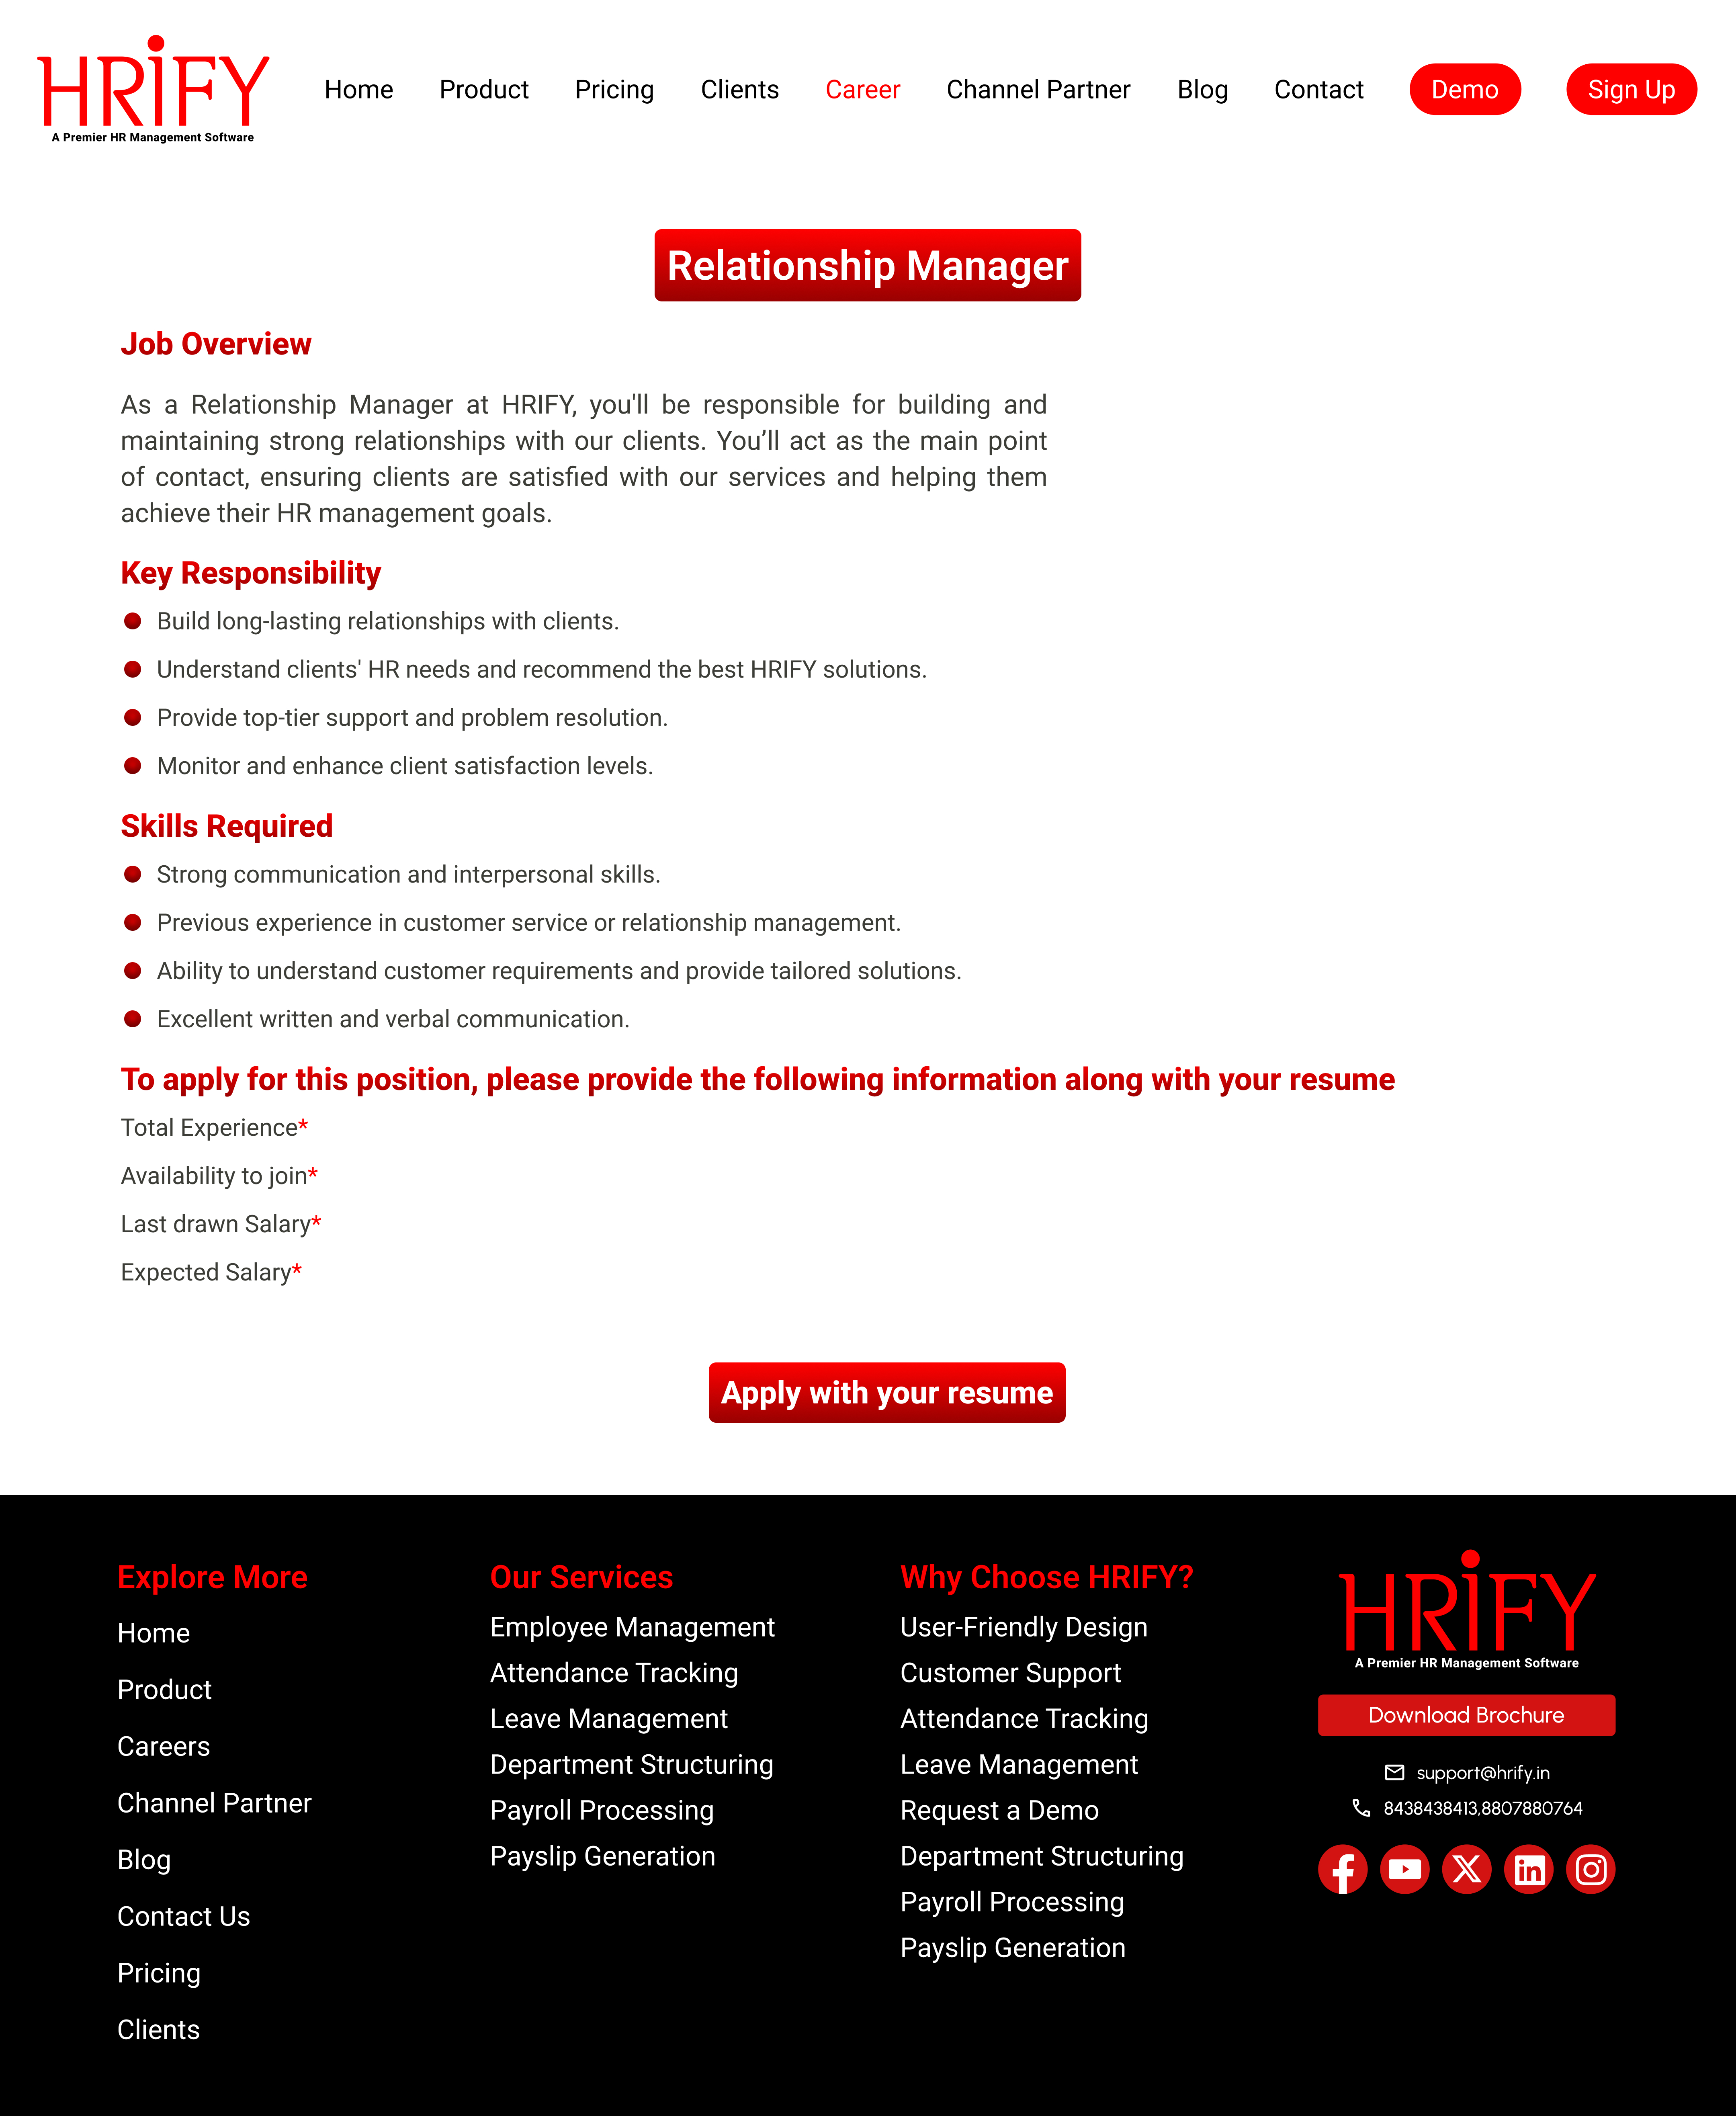 HRIFY
A Premier HR Management Software
Home
Product
Pricing
Clients
Career
Channel Partner
Blog
Contact
Demo
Sign Up
Relationship Manager
Job Overview
As a Relationship Manager at HRIFY, you'll be responsible for building and
maintaining strong relationships with our clients. You’ll act as the main point
of contact, ensuring clients are satisfied with our services and helping them
achieve their HR management goals.
Key Responsibility
Build long-lasting relationships with clients.
Understand clients' HR needs and recommend the best HRIFY solutions.
Provide top-tier support and problem resolution.
Monitor and enhance client satisfaction levels.
Skills Required
Strong communication and interpersonal skills.
Previous experience in customer service or relationship management.
Ability to understand customer requirements and provide tailored solutions.
Excellent written and verbal communication.
To apply for this position, please provide the following information along with your resume
Total Experience*
Availability to join*
Last drawn Salary*
Expected Salary*
Apply with your resume
Explore More
Home
Product
Careers
Channel Partner
Blog
Contact Us
Pricing
Clients
Our Services
Employee Management
Attendance Tracking
Leave Management
Department Structuring
Payroll Processing
Payslip Generation
Why Choose HRIFY?
User-Friendly Design
Customer Support
Attendance Tracking
Leave Management
Request a Demo
Department Structuring
Payroll Processing
Payslip Generation
HRIFY
A Premier HR Management Software
Download Brochure
support@hrify.in
8438438413,8807880764